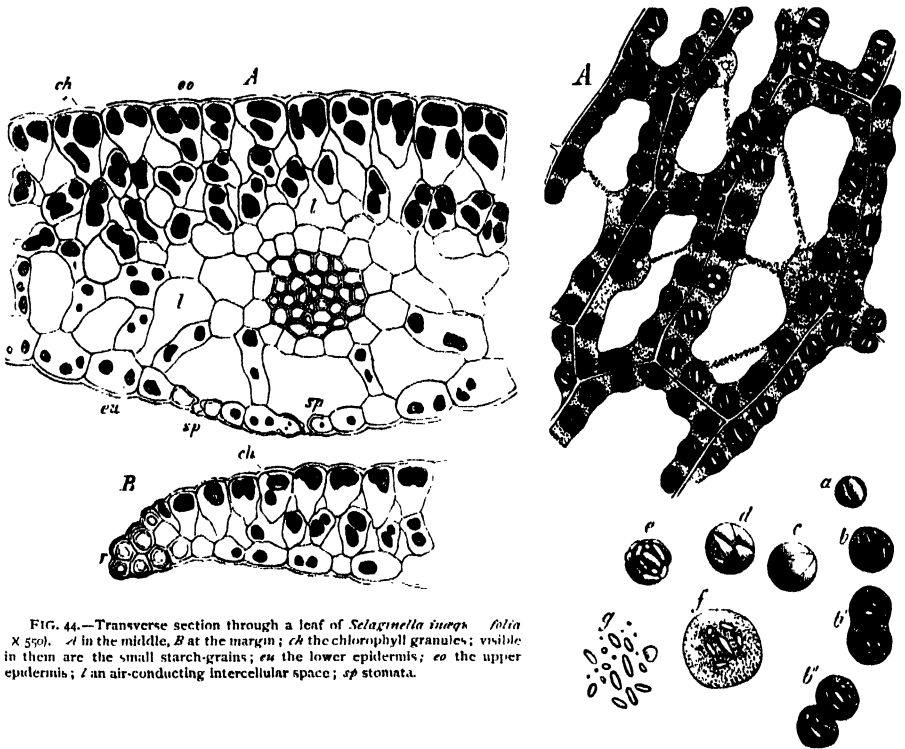 ch
eo
A
l
l
eu
sp
sp
ch
B
r
FIG. 44.—Transverse section through a leaf of Selaginella inæqu folia
× 550). A in the middle, B at the margin; ch the chlorophyll granules; visible
in them are the small starch-grains; eu the lower epidermis; eo the upper
epidermis; l an air-conducting intercellular space; sp stomata.
A
a
b
c
d
e
b'
f
g
b"